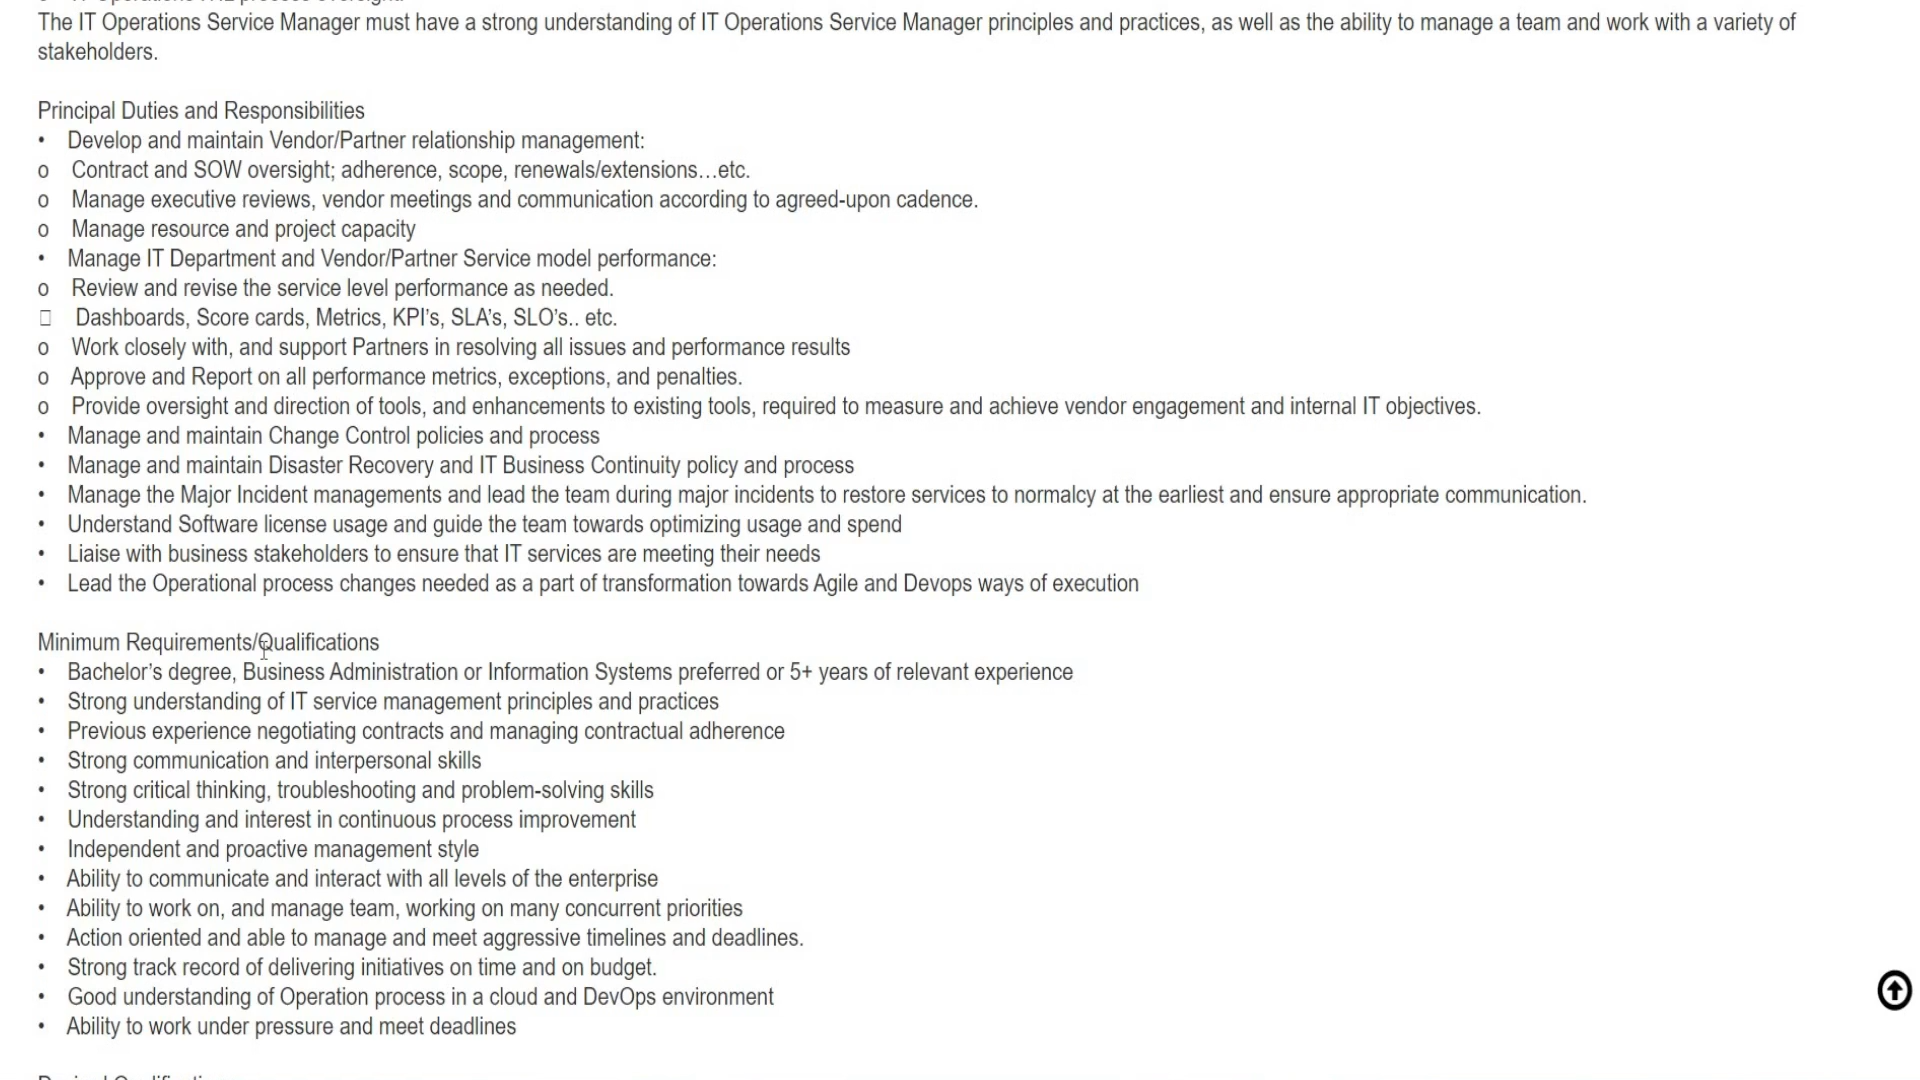 The IT Operations Service Manager must have a strong understanding of IT Operations Service Manager principles and practices, as well as the ability to manage a team and work with a variety of
stakeholders.
Principal Duties and Responsibilities
• Develop and maintain Vendor/Partner relationship management:
o Contract and SOW oversight; adherence, scope, renewals/extensions…etc.
o Manage executive reviews, vendor meetings and communication according to agreed-upon cadence.
o Manage resource and project capacity
• Manage IT Department and Vendor/Partner Service model performance:
o Review and revise the service level performance as needed.
□ Dashboards, Score cards, Metrics, KPI’s, SLA’s, SLO’s.. etc.
o Work closely with, and support Partners in resolving all issues and performance results
o Approve and Report on all performance metrics, exceptions, and penalties.
o Provide oversight and direction of tools, and enhancements to existing tools, required to measure and achieve vendor engagement and internal IT objectives.
• Manage and maintain Change Control policies and process
• Manage and maintain Disaster Recovery and IT Business Continuity policy and process
• Manage the Major Incident managements and lead the team during major incidents to restore services to normalcy at the earliest and ensure appropriate communication.
• Understand Software license usage and guide the team towards optimizing usage and spend
• Liaise with business stakeholders to ensure that IT services are meeting their needs
• Lead the Operational process changes needed as a part of transformation towards Agile and Devops ways of execution
Minimum Requirements/Qualifications
• Bachelor’s degree, Business Administration or Information Systems preferred or 5+ years of relevant experience
• Strong understanding of IT service management principles and practices
• Previous experience negotiating contracts and managing contractual adherence
• Strong communication and interpersonal skills
• Strong critical thinking, troubleshooting and problem-solving skills
• Understanding and interest in continuous process improvement
• Independent and proactive management style
• Ability to communicate and interact with all levels of the enterprise
• Ability to work on, and manage team, working on many concurrent priorities
• Action oriented and able to manage and meet aggressive timelines and deadlines.
• Strong track record of delivering initiatives on time and on budget.
• Good understanding of Operation process in a cloud and DevOps environment
• Ability to work under pressure and meet deadlines